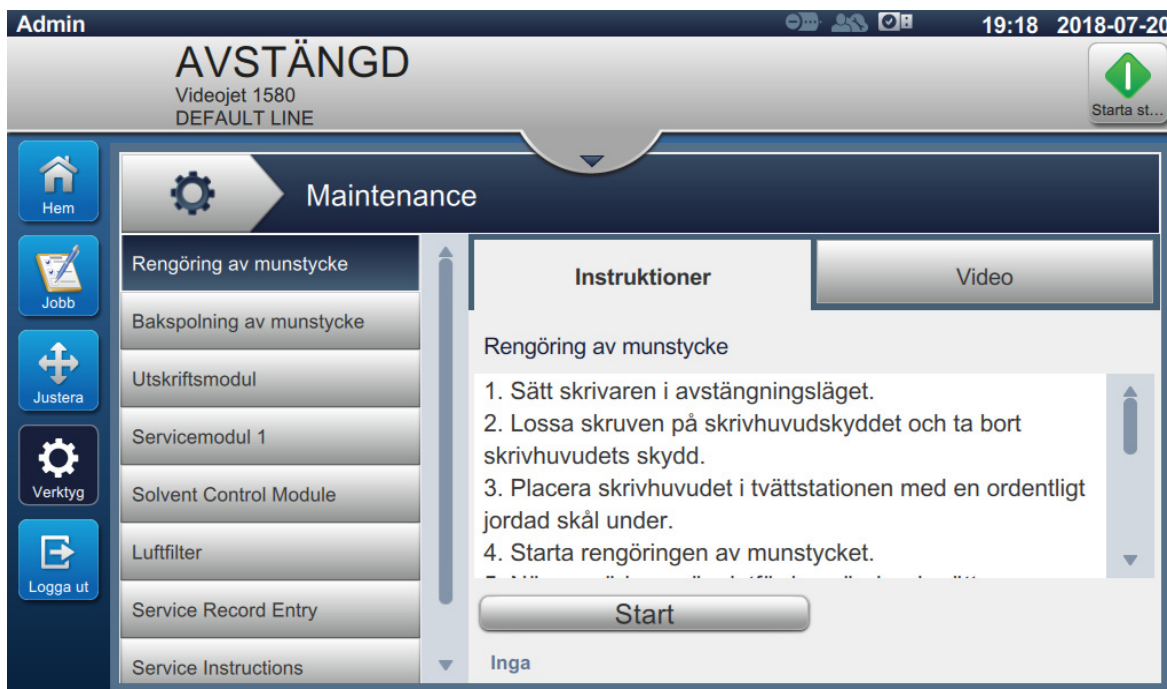 Admin
19:18 2018-07-20
AVSTÄNGD
Videojet 1580
DEFAULT LINE
Starta st...
Hem
Jobb
Justera
Verktyg
Logga ut
Maintenance
Rengöring av munstycke
Bakspolning av munstycke
Utskriftsmodul
Servicemodul 1
Solvent Control Module
Luftfilter
Service Record Entry
Service Instructions
Instruktioner
Video
Rengöring av munstycke
1. Sätt skrivaren i avstängningsläget.
2. Lossa skruven på skrivhuvudskyddet och ta bort
skrivhuvudets skydd.
3. Placera skrivhuvudet i tvättstationen med en ordentligt
jordad skål under.
4. Starta rengöringen av munstycket.
Start
Inga